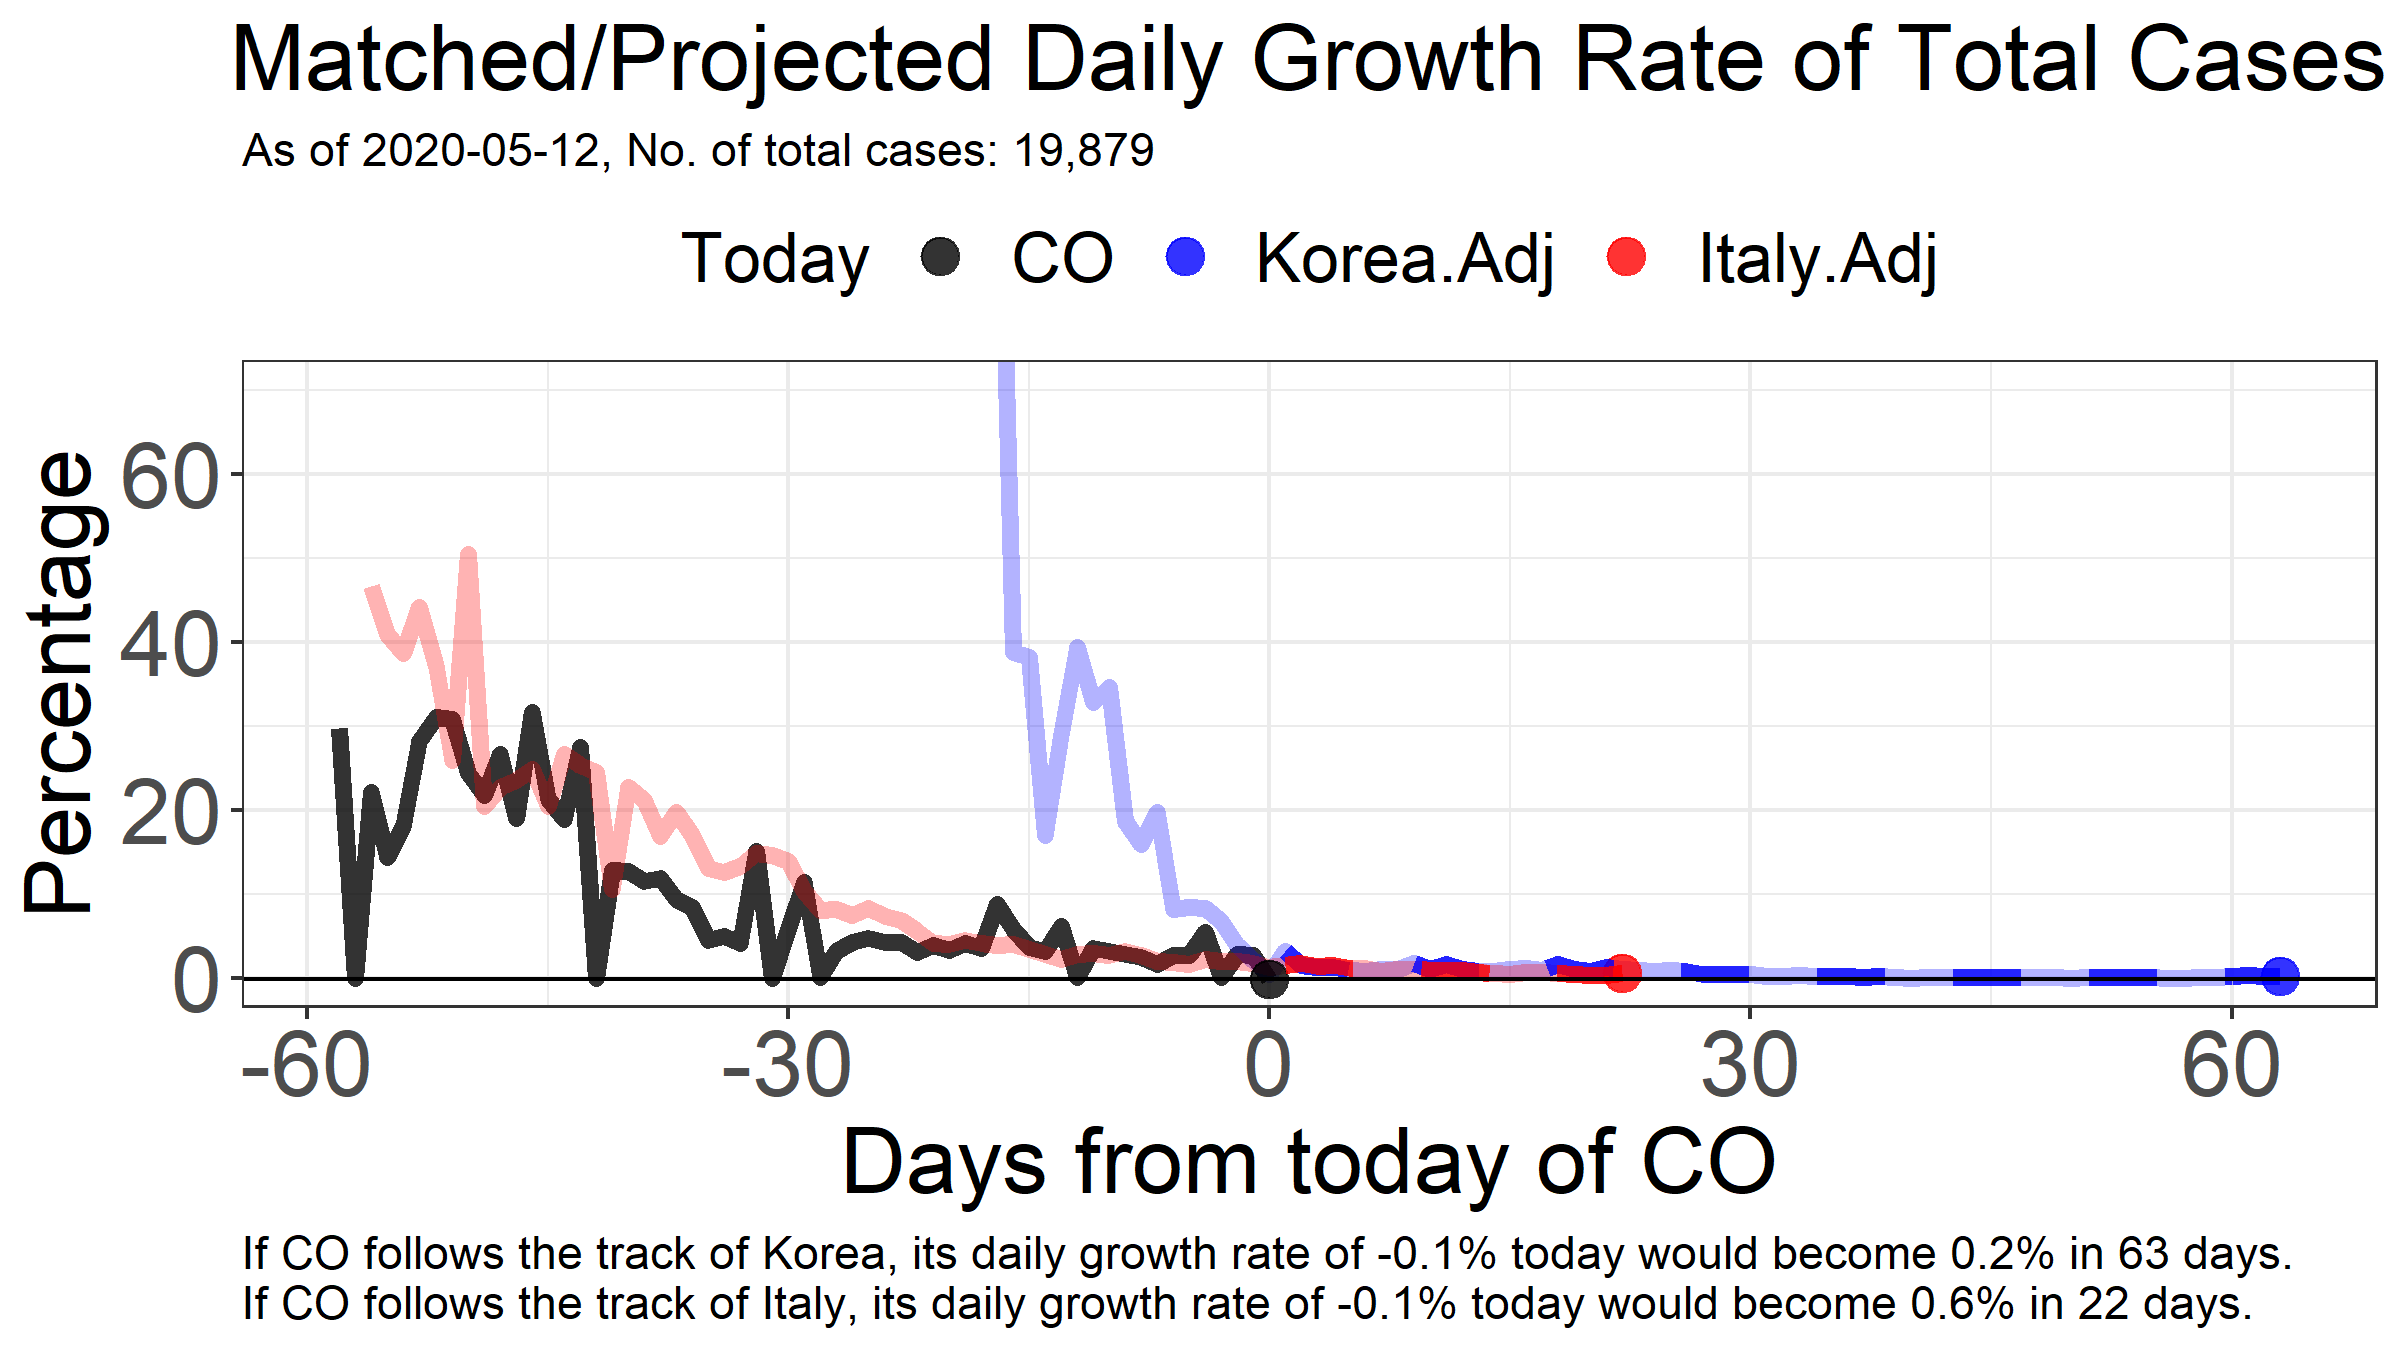 Matched/Projected Daily Growth Rate of Total Cases
As of 2020-05-12, No. of total cases: 19,879
Today CO Korea.Adj Italy.Adj
Percentage
60
40
20
0
-60 -30 0 30 60
Days from today of CO
If CO follows the track of Korea, its daily growth rate of -0.1% today would become 0.2% in 63 days.
If CO follows the track of Italy, its daily growth rate of -0.1% today would become 0.6% in 22 days.